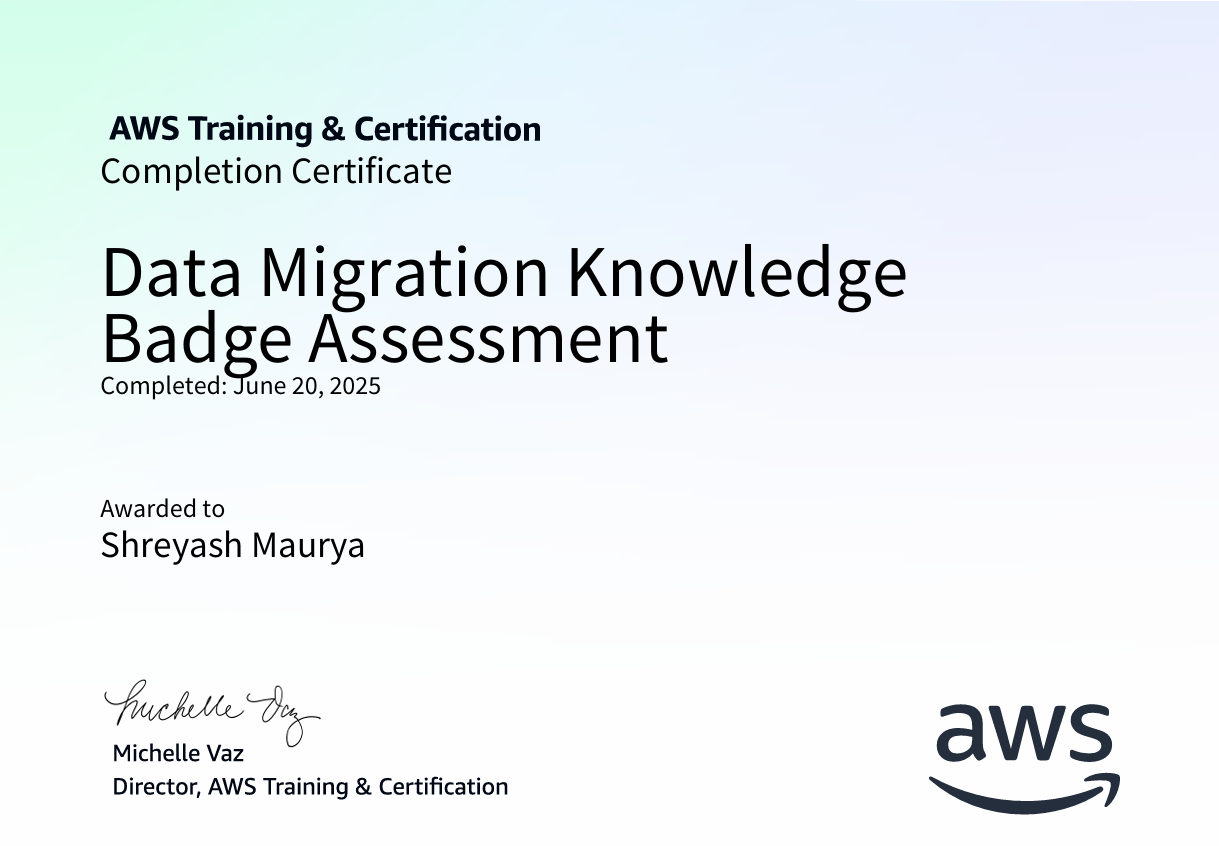 AWS Training & Certification
Completion Certificate
Data Migration Knowledge
Badge Assessment
Completed: June 20, 2025
Awarded to
Shreyash Maurya
Michelle Vaz
Michelle Vaz
Director, AWS Training & Certification
aws